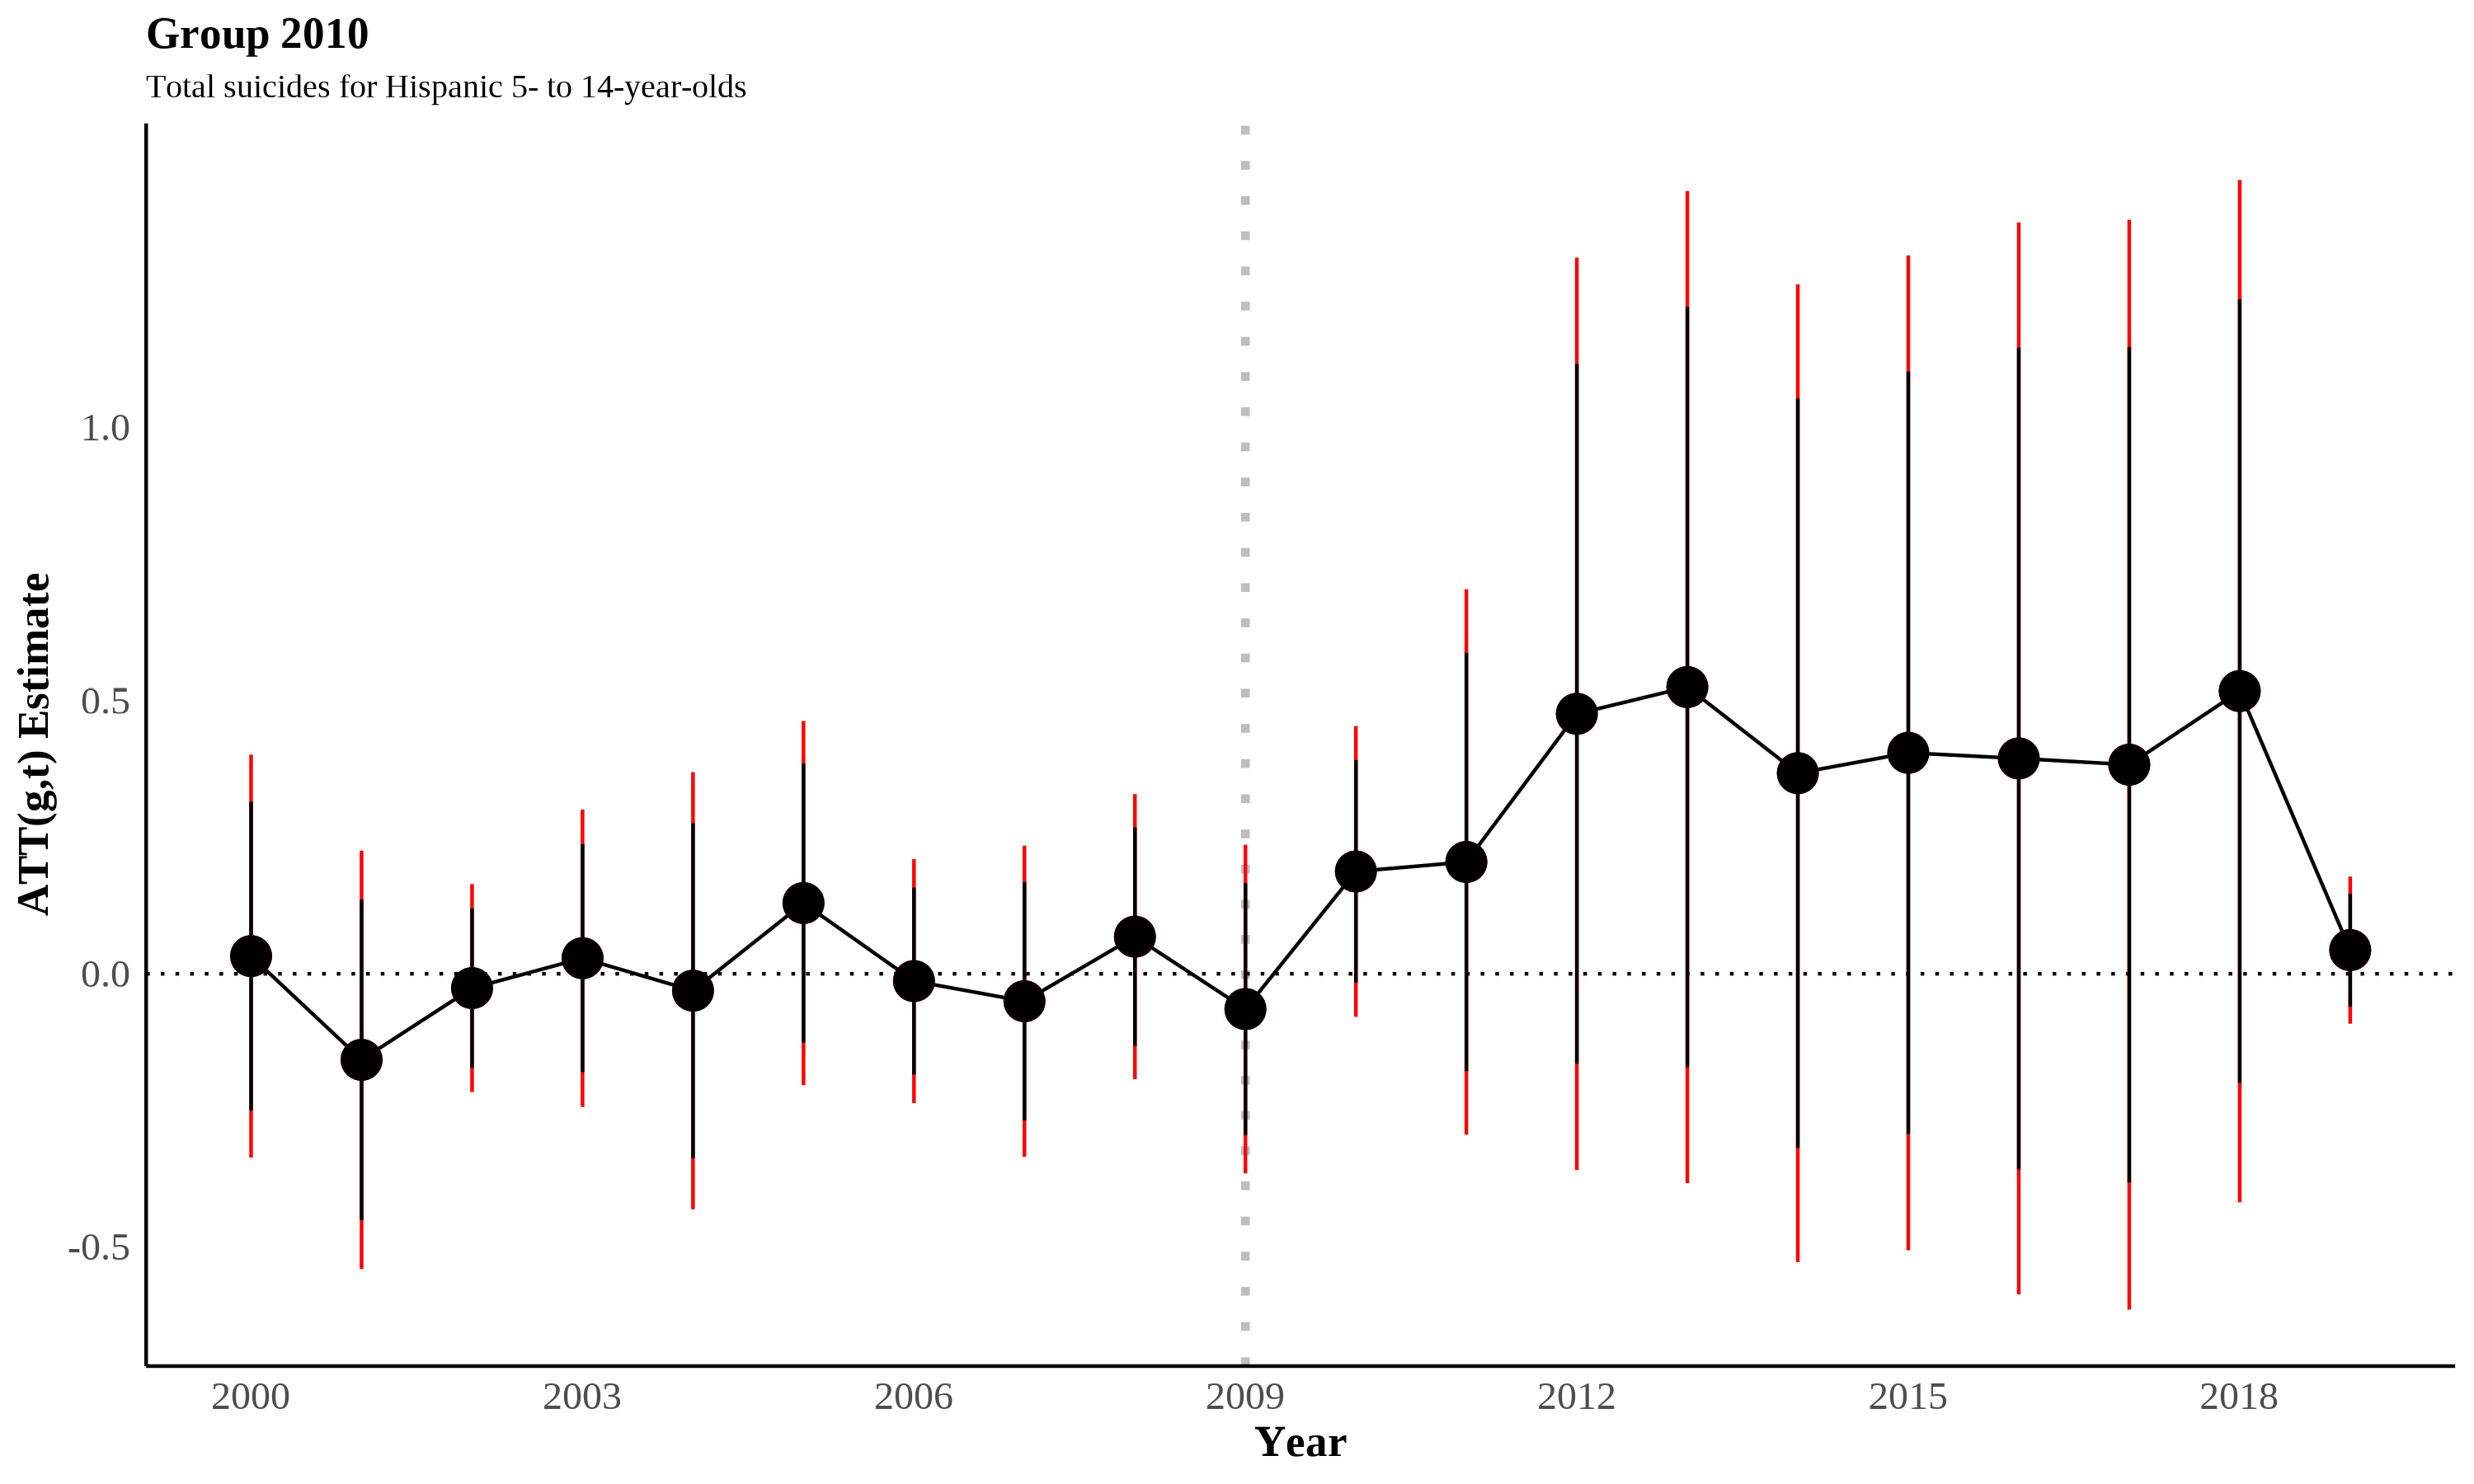 Group 2010
Total suicides for Hispanic 5- to 14-year-olds
ATT(g,t) Estimate
1.0
0.5
0.0
-0.5
2000 2003 2006 2009 2012 2015 2018
Year